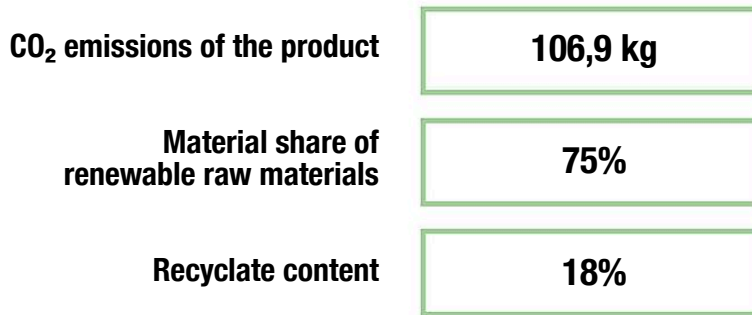 CO₂ emissions of the product
106,9 kg
Material share of
renewable raw materials
75%
Recyclate content
18%